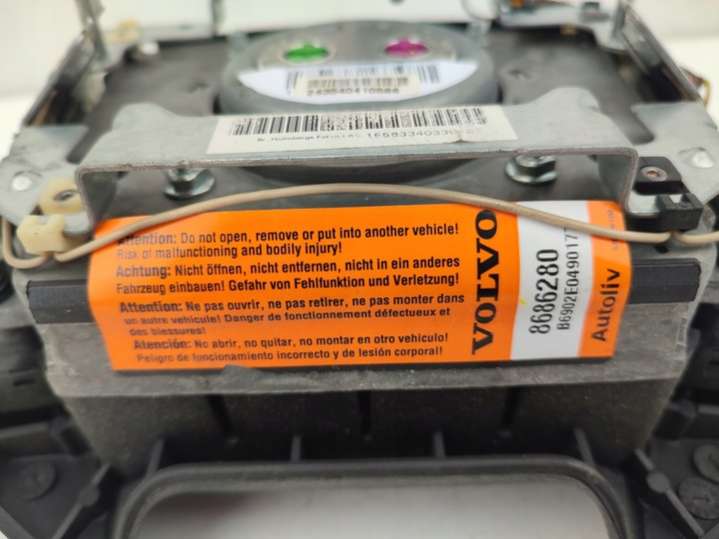 Attention: Do not open, remove or put into another vehicle!
Risk of malfunctioning and bodily injury!
Achtung: Nicht öffnen, nicht entfernen, nicht in ein anderes
Fahrzeug einbauen! Gefahr von Fehlfunktion und Verletzung!
Attention: Ne pas ouvrir, ne pas retirer, ne pas monter dans
un autre vehicule! Danger de fonctionnement défectueux et
des blessures!
Atención: No abrir, no quitar, no montar en otro vehículo!
Peligro de funcionamiento incorrecto y de lesión corporal!
VOLVO
8686280
B6902E049017
Autoliv